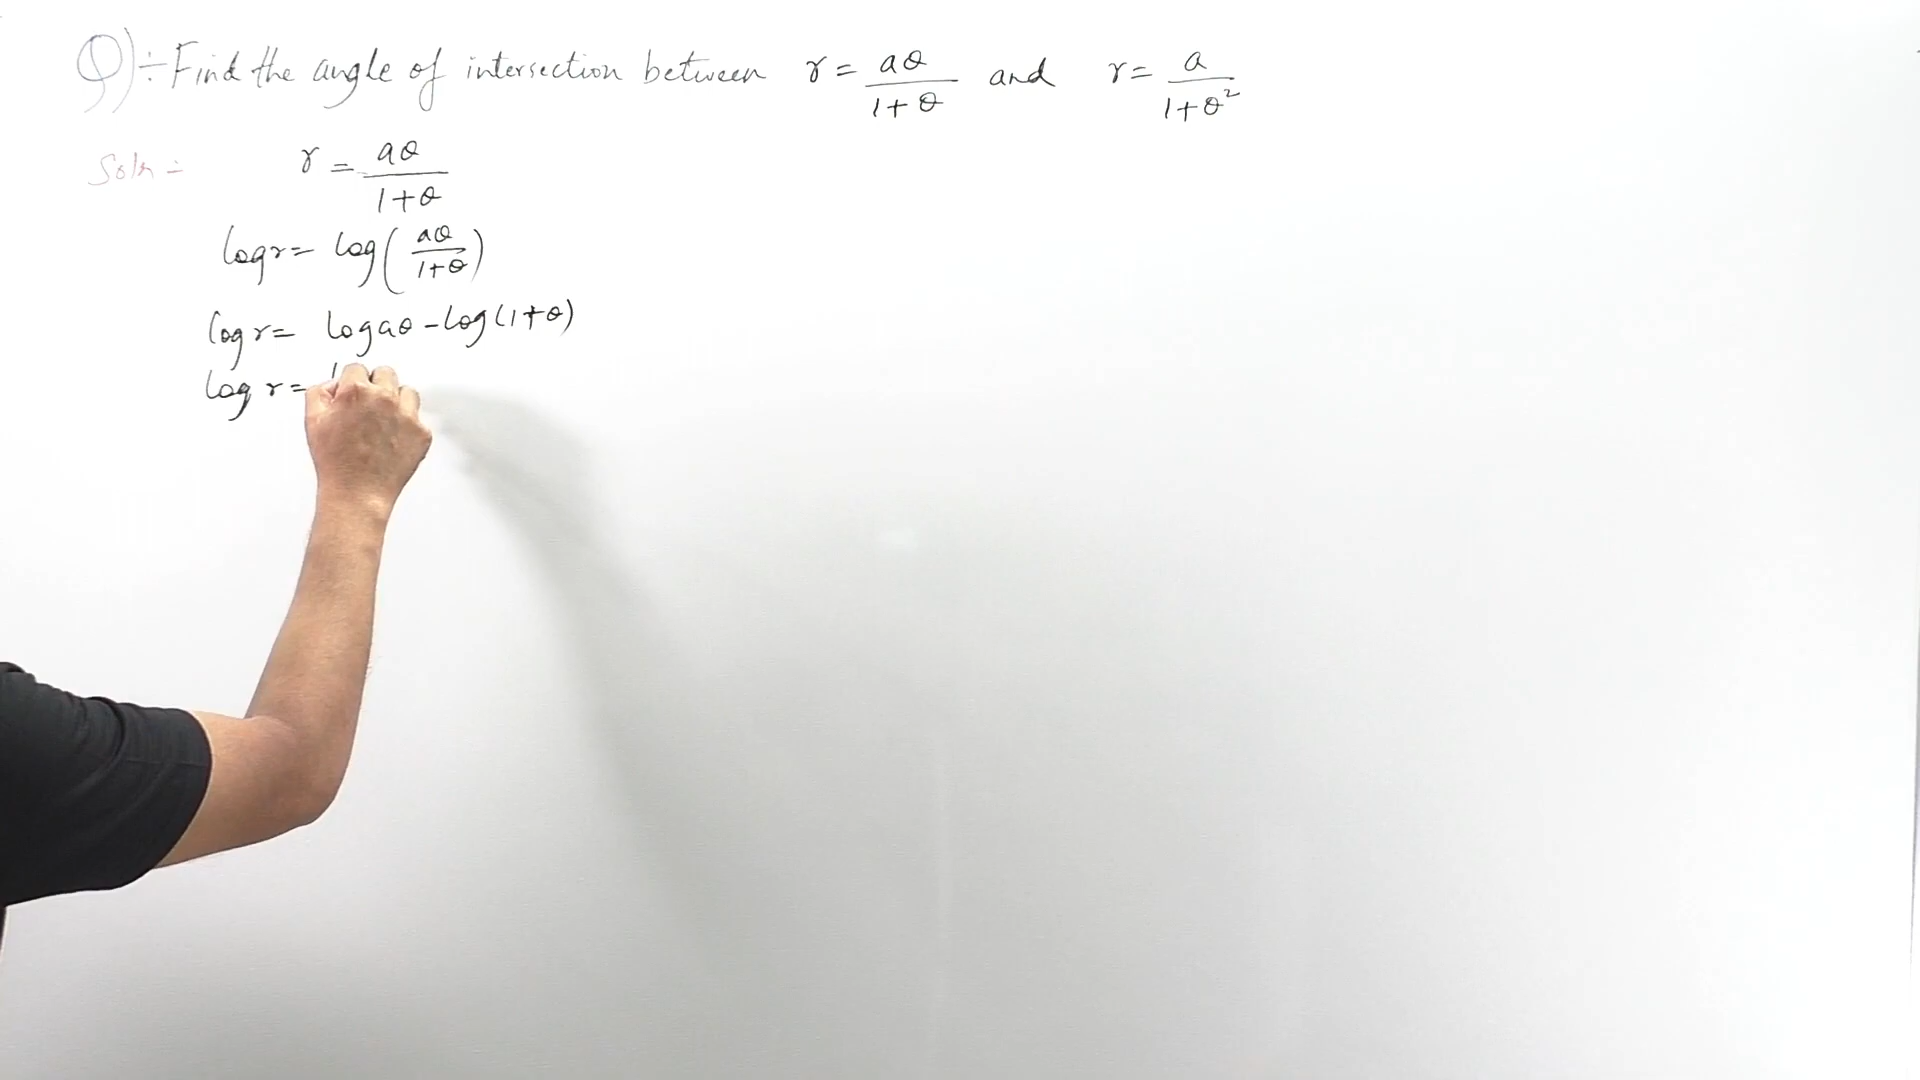 Q) ÷ Find the angle of intersection between r = aθ/1+θ and r = a/1+θ²
Soln = r = aθ/1+θ
log r = log(aθ/1+θ)
log r = log aθ - log(1+θ)
log r =